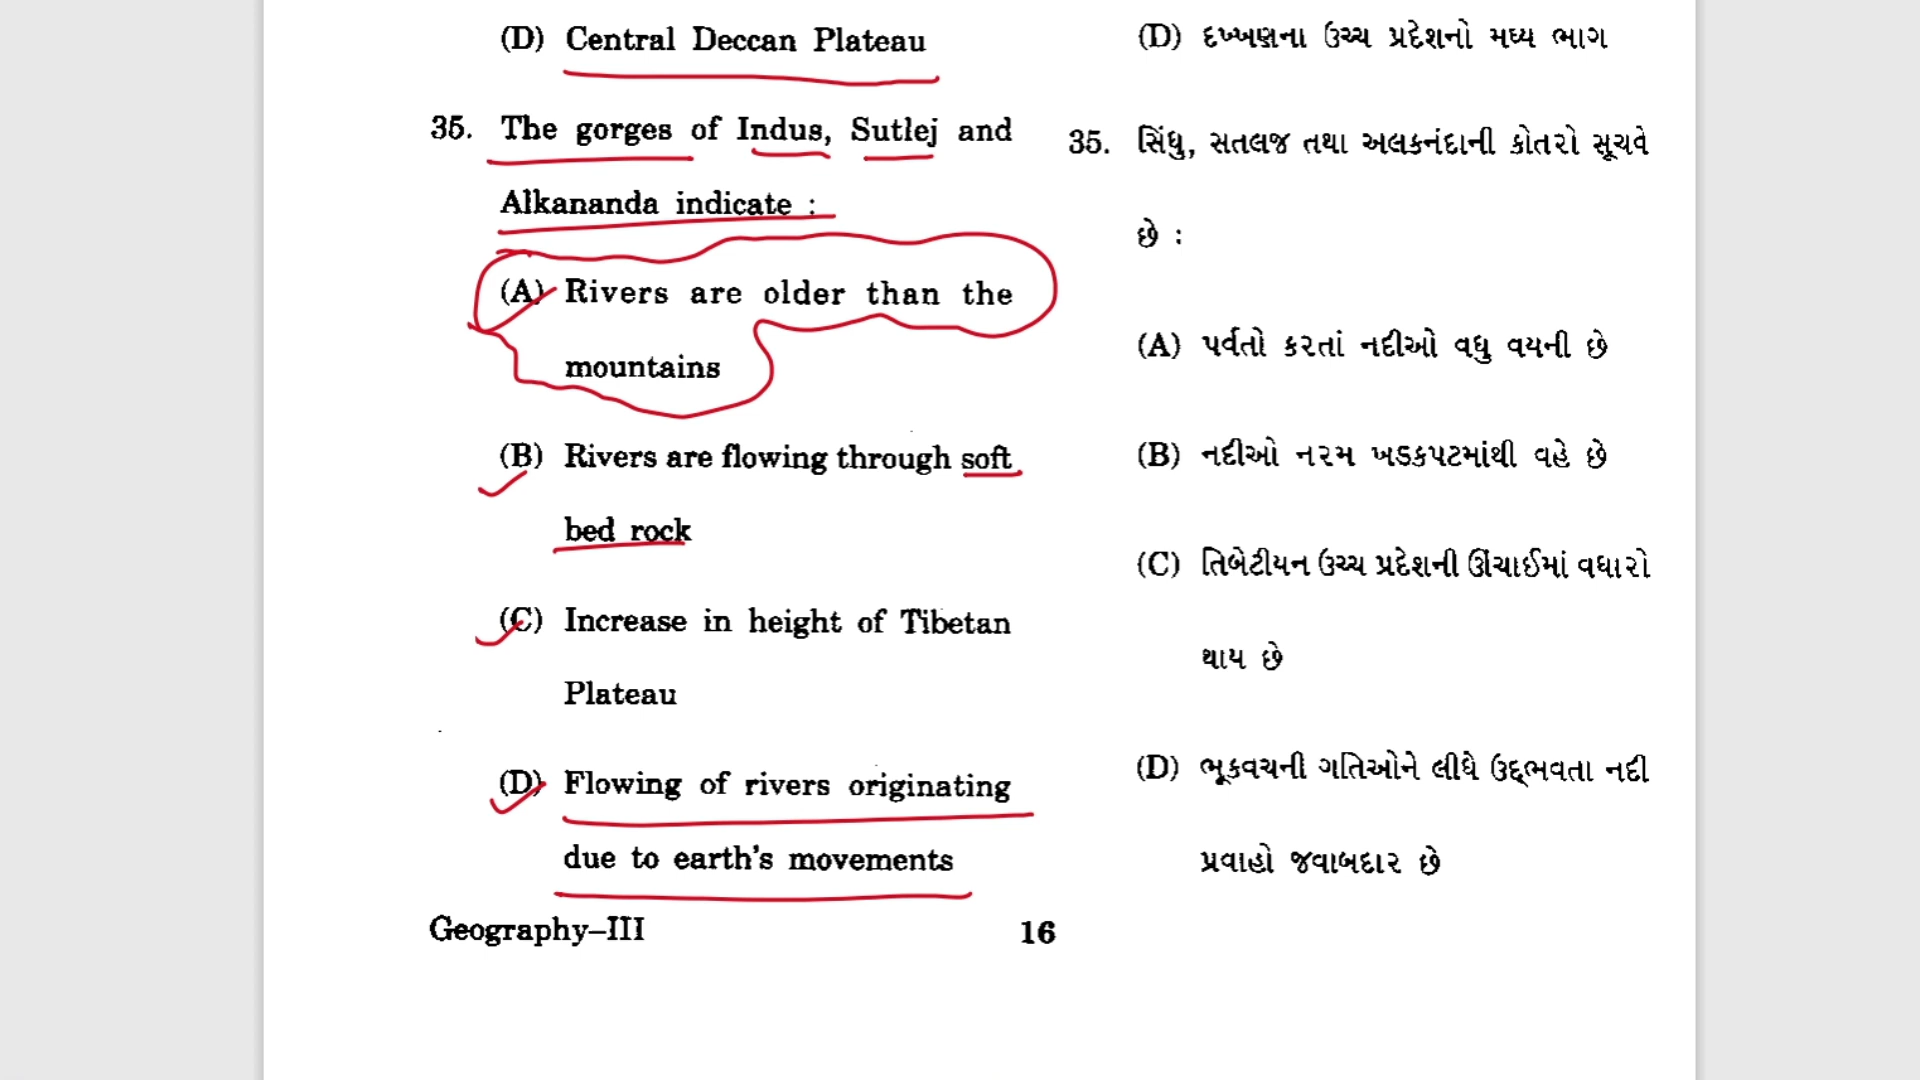 (D) Central Deccan Plateau
35. The gorges of Indus, Sutlej and
Alkananda indicate :
(A) Rivers are older than the
mountains
(B) Rivers are flowing through soft
bed rock
(C) Increase in height of Tibetan
Plateau
(D) Flowing of rivers originating
due to earth's movements
Geography–III
16
(D) દખ્ખણના ઉચ્ચ પ્રદેશનો મધ્ય ભાગ
35. સિંધુ, સતલજ તથા અલકનંદાની કોતરો સૂચવે
છે :
(A) પર્વતો કરતાં નદીઓ વધુ વયની છે
(B) નદીઓ નરમ ખડકપટમાંથી વહે છે
(C) તિબેટીયન ઉચ્ચ પ્રદેશની ઊંચાઈમાં વધારો
થાય છે
(D) ભૂકવચની ગતિઓને લીધે ઉદ્દભવતા નદી
પ્રવાહો જવાબદાર છે